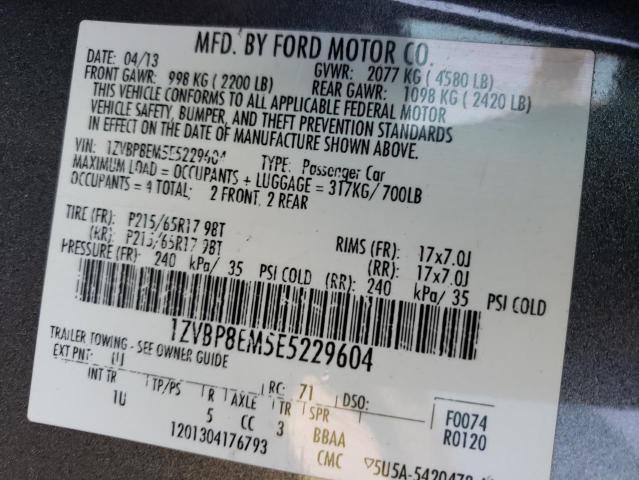 MFD. BY FORD MOTOR CO.
DATE: 04/13 GVWR: 2077 KG ( 4580 LB)
FRONT GAWR: 998 KG ( 2200 LB) REAR GAWR: 1098 KG ( 2420 LB)
THIS VEHICLE CONFORMS TO ALL APPLICABLE FEDERAL MOTOR
VEHICLE SAFETY, BUMPER, AND THEFT PREVENTION STANDARDS
IN EFFECT ON THE DATE OF MANUFACTURE SHOWN ABOVE.
VIN: 1ZVBP8EM5E5229604 TYPE: Passenger Car
MAXIMUM LOAD = OCCUPANTS + LUGGAGE = 317KG/ 700LB
OCCUPANTS = 4 TOTAL: 2 FRONT, 2 REAR
TIRE (FR): P215/65R17 98T RIMS (FR): 17x7.0J
(RR): P215/65R17 98T (RR): 17x7.0J
PRESSURE (FR): 240 kPa/ 35 PSI COLD (RR): 240 kPa/ 35 PSI COLD
1ZVBP8EM5E5229604
TRAILER TOWING - SEE OWNER GUIDE
EXT PNT: RC: 71 DSO: F0074
INT TR TP/PS R AXLE TR SPR R0120
1U 5 CC 3 BBAA
1201304176793 CMC